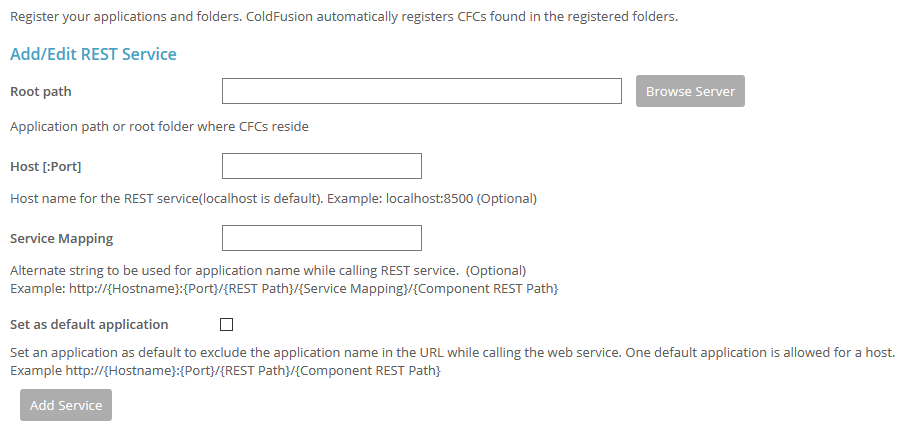 Register your applications and folders. ColdFusion automatically registers CFCs found in the registered folders.
Add/Edit REST Service
Root path
Browse Server
Application path or root folder where CFCs reside
Host [:Port]
Host name for the REST service(localhost is default). Example: localhost:8500 (Optional)
Service Mapping
Alternate string to be used for application name while calling REST service. (Optional)
Example: http://{Hostname}:{Port}/{REST Path}/{Service Mapping}/{Component REST Path}
Set as default application
Set an application as default to exclude the application name in the URL while calling the web service. One default application is allowed for a host.
Example http://{Hostname}:{Port}/{REST Path}/{Component REST Path}
Add Service